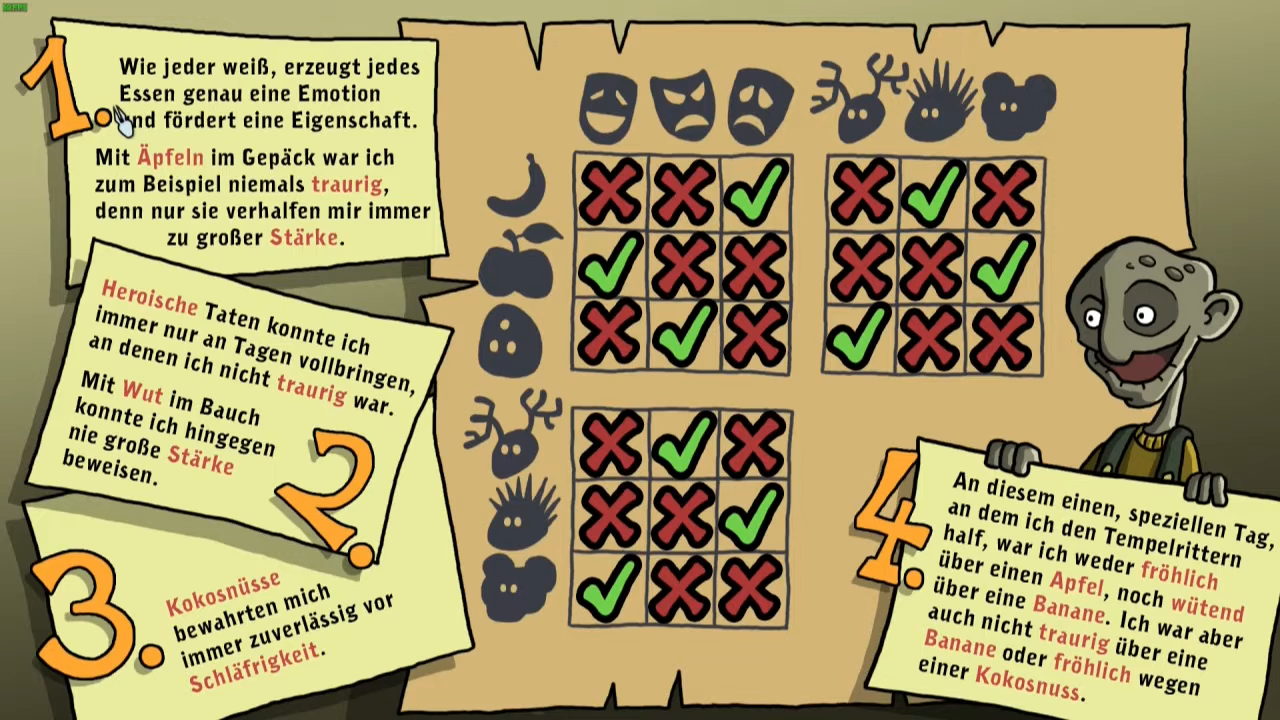 1.
Wie jeder weiß, erzeugt jedes
Essen genau eine Emotion
und fördert eine Eigenschaft.
Mit Äpfeln im Gepäck war ich
zum Beispiel niemals traurig,
denn nur sie verhalfen mir immer
zu großer Stärke.
Heroische Taten konnte ich
immer nur an Tagen vollbringen,
an denen ich nicht traurig war.
Mit Wut im Bauch
konnte ich hingegen
nie große Stärke
beweisen.
2.
3.
Kokosnüsse
bewahrten mich
immer zuverlässig vor
Schläfrigkeit.
4.
An diesem einen, speziellen Tag,
an dem ich den Tempelrittern
half, war ich weder fröhlich
über einen Apfel, noch wütend
über eine Banane. Ich war aber
auch nicht traurig über eine
Banane oder fröhlich wegen
einer Kokosnuss.